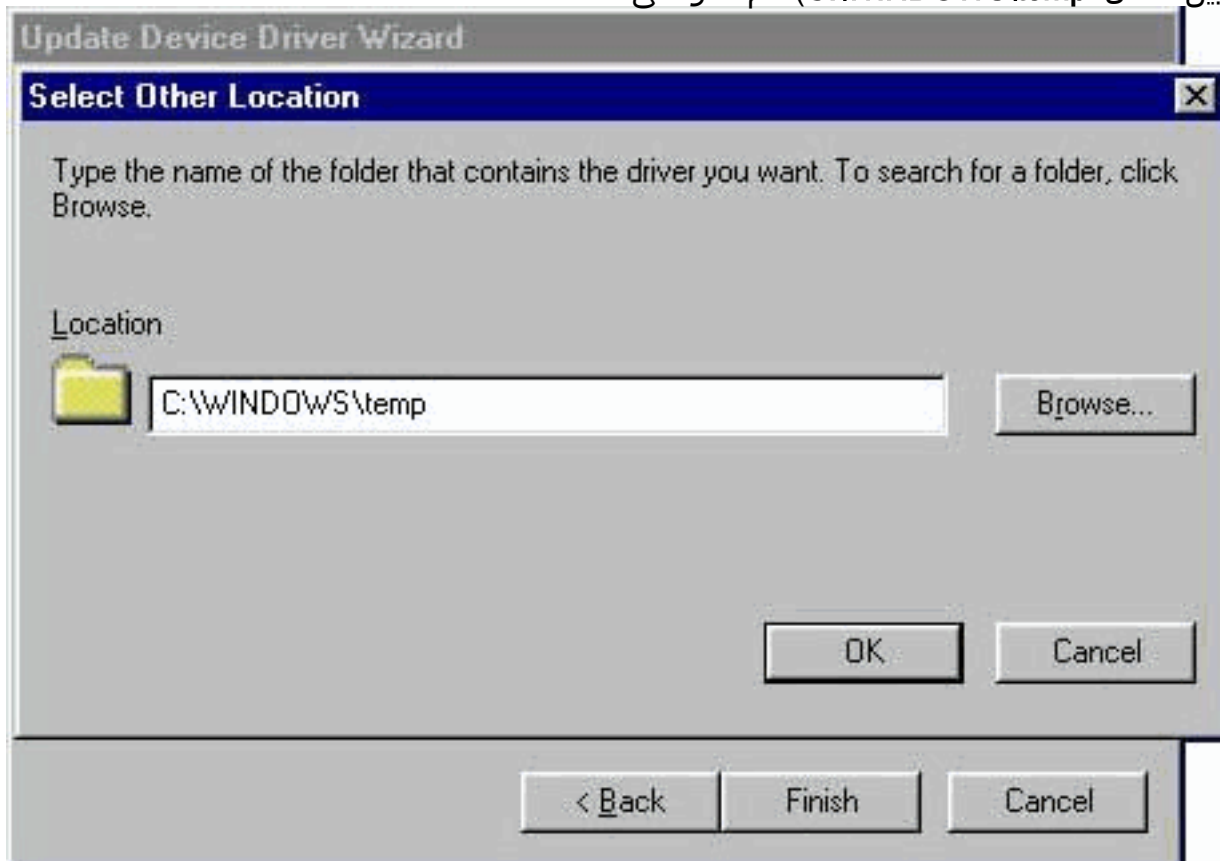 Update Device Driver Wizard
Select Other Location
Type the name of the folder that contains the driver you want. To search for a folder, click
Browse.
Location
C:\WINDOWS\temp
Browse...
OK
Cancel
< Back
Finish
Cancel